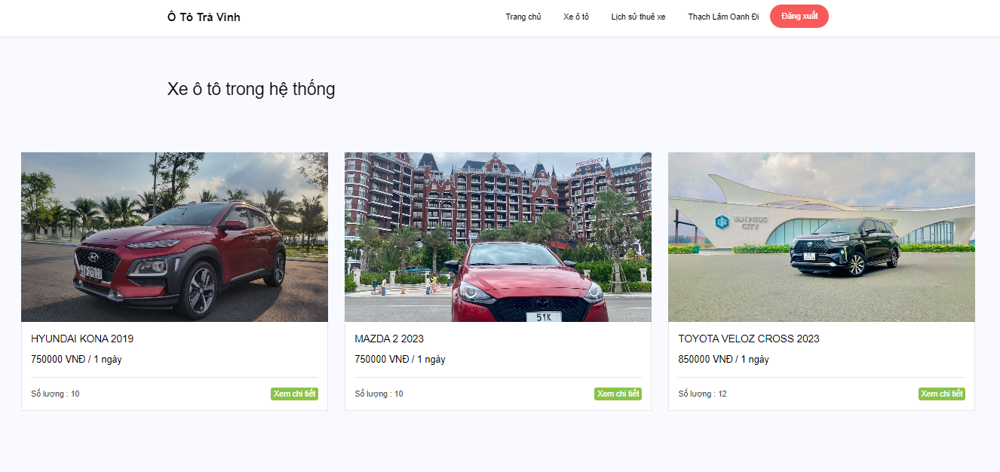 Ô Tô Trà Vinh
Trang chủ
Xe ô tô
Lịch sử thuê xe
Thạch Lâm Oanh Đi
Đăng xuất
Xe ô tô trong hệ thống
MÖVENPICK
VAN PHUC
CITY
51K
HYUNDAI KONA 2019
750000 VNĐ / 1 ngày
Số lượng : 10
Xem chi tiết
MAZDA 2 2023
750000 VNĐ / 1 ngày
Số lượng : 10
Xem chi tiết
TOYOTA VELOZ CROSS 2023
850000 VNĐ / 1 ngày
Số lượng : 12
Xem chi tiết